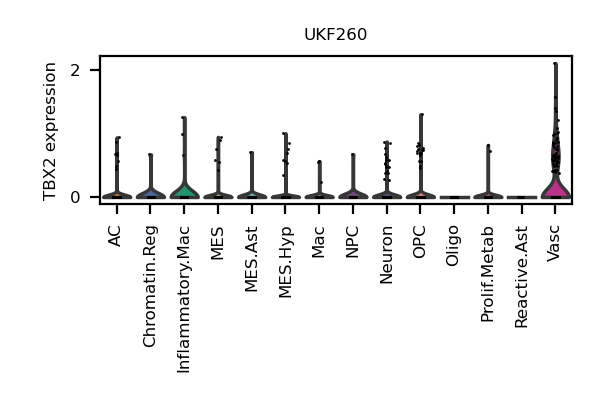 UKF260
TBX2 expression
2
0
AC
Chromatin.Reg
Inflammatory.Mac
MES
MES.Ast
MES.Hyp
Mac
NPC
Neuron
OPC
Oligo
Prolif.Metab
Reactive.Ast
Vasc